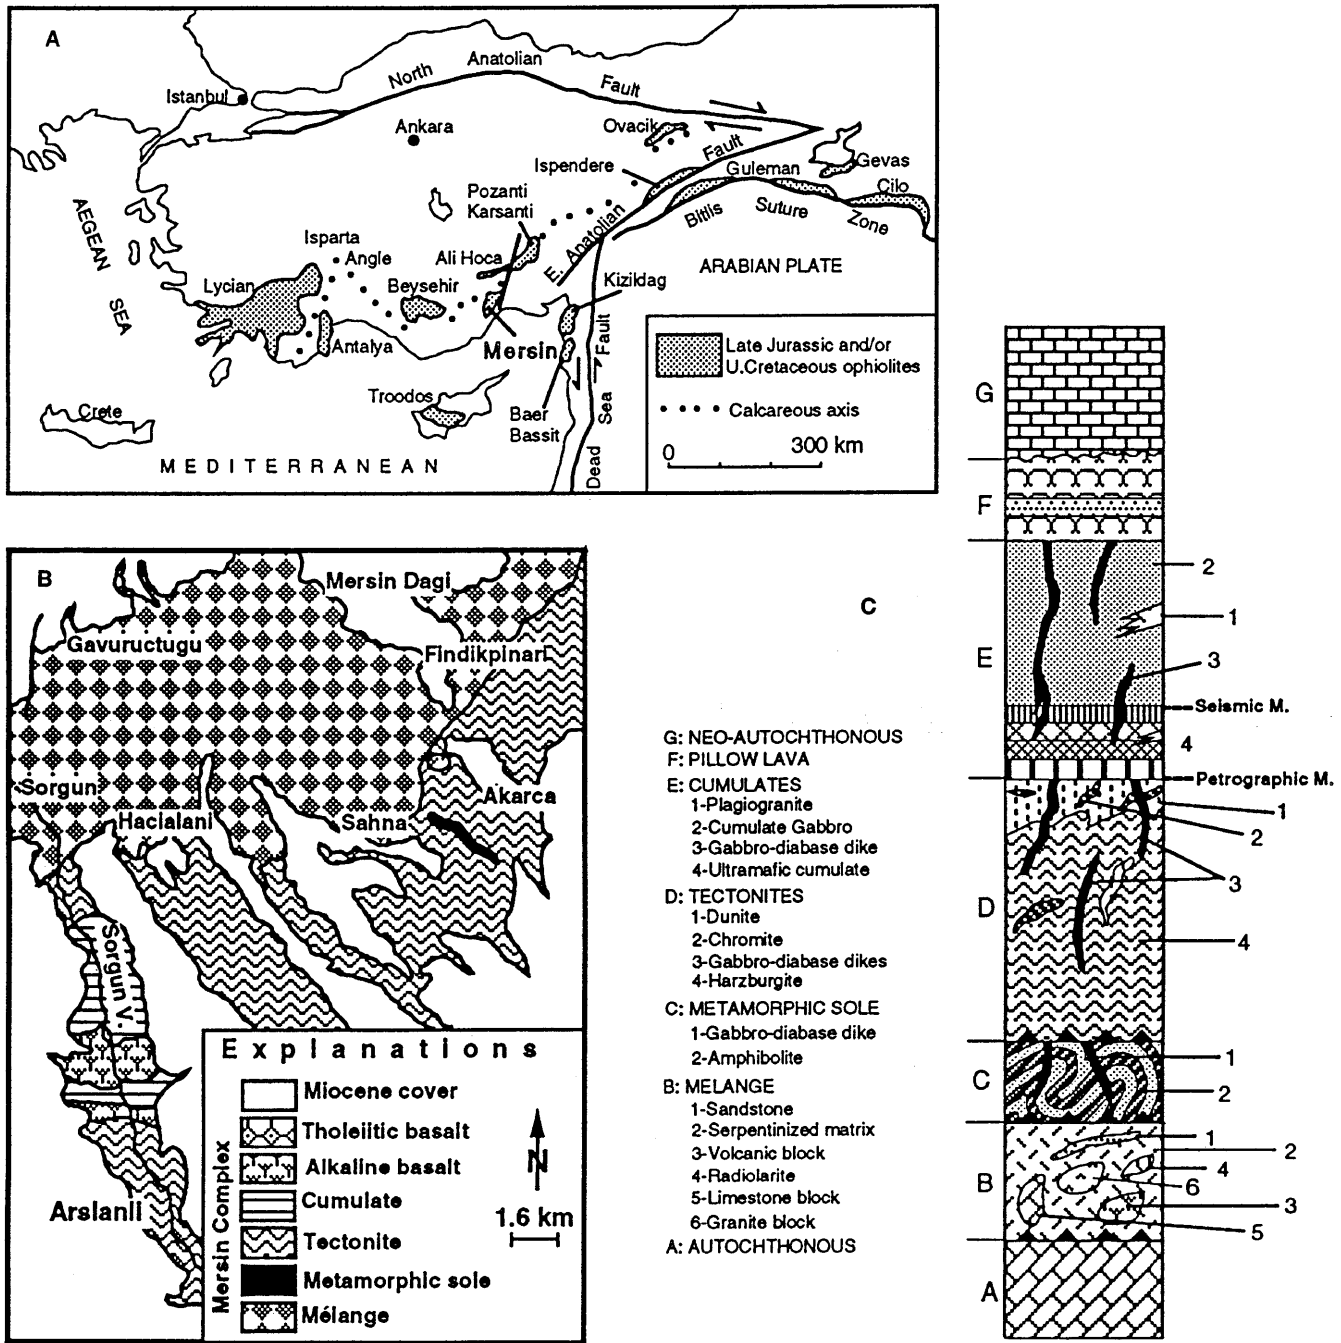 A
North
Anatolian
Fault
Istanbul
Ankara
Ovacik
Gevas
Fault
Ispendere
Guleman
Cilo
Pozanti
Karsanti
Bitlis
Suture
Zone
AEGEAN
SEA
Isparta
Angle
Ali Hoca
E. Anatolian
ARABIAN PLATE
Lycian
Beysehir
Kizildag
Antalya
Mersin
Troodos
Baer
Bassit
Crete
Dead Sea Fault
MEDITERRANEAN
Late Jurassic and/or
U.Cretaceous ophiolites
Calcareous axis
0
300 km
B
Mersin Dagi
Gavuructugu
Findikpinari
Sorgun
Hacialani
Sahna
Akarca
Sorgun V.
Arslanli
Explanations
Mersin Complex
Miocene cover
Tholeiitic basalt
Alkaline basalt
Cumulate
Tectonite
Metamorphic sole
Mélange
N
1.6 km
C
G: NEO-AUTOCHTHONOUS
F: PILLOW LAVA
E: CUMULATES
1-Plagiogranite
2-Cumulate Gabbro
3-Gabbro-diabase dike
4-Ultramafic cumulate
D: TECTONITES
1-Dunite
2-Chromite
3-Gabbro-diabase dikes
4-Harzburgite
C: METAMORPHIC SOLE
1-Gabbro-diabase dike
2-Amphibolite
B: MELANGE
1-Sandstone
2-Serpentinized matrix
3-Volcanic block
4-Radiolarite
5-Limestone block
6-Granite block
A: AUTOCHTHONOUS
G
F
E
2
1
3
Seismic M.
4
Petrographic M.
D
1
2
3
4
C
1
2
B
1
2
4
6
3
5
A